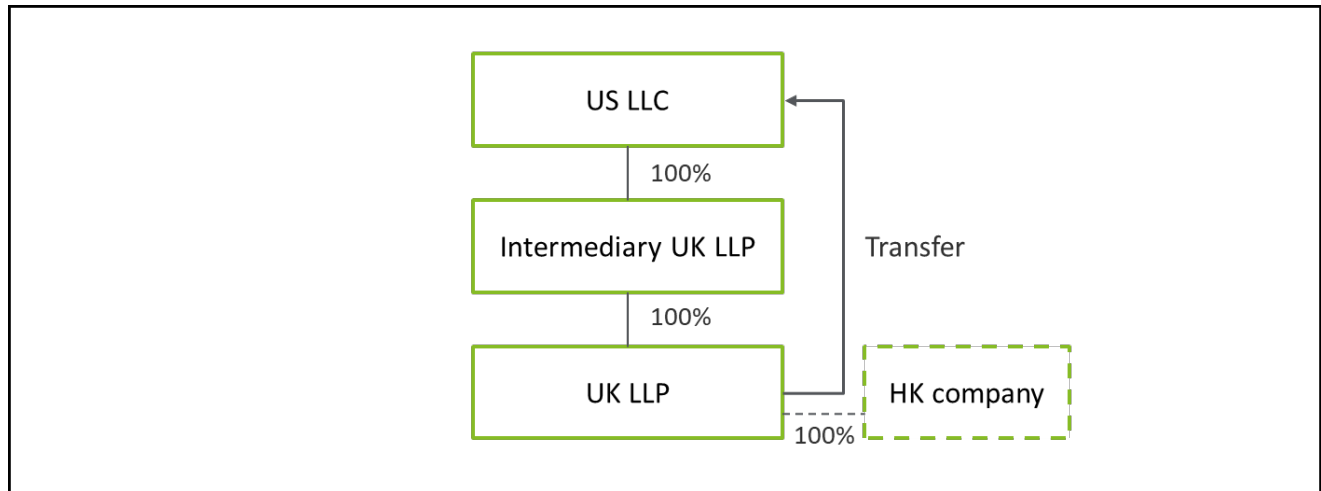 US LLC
100%
Intermediary UK LLP
Transfer
100%
UK LLP
HK company
100%